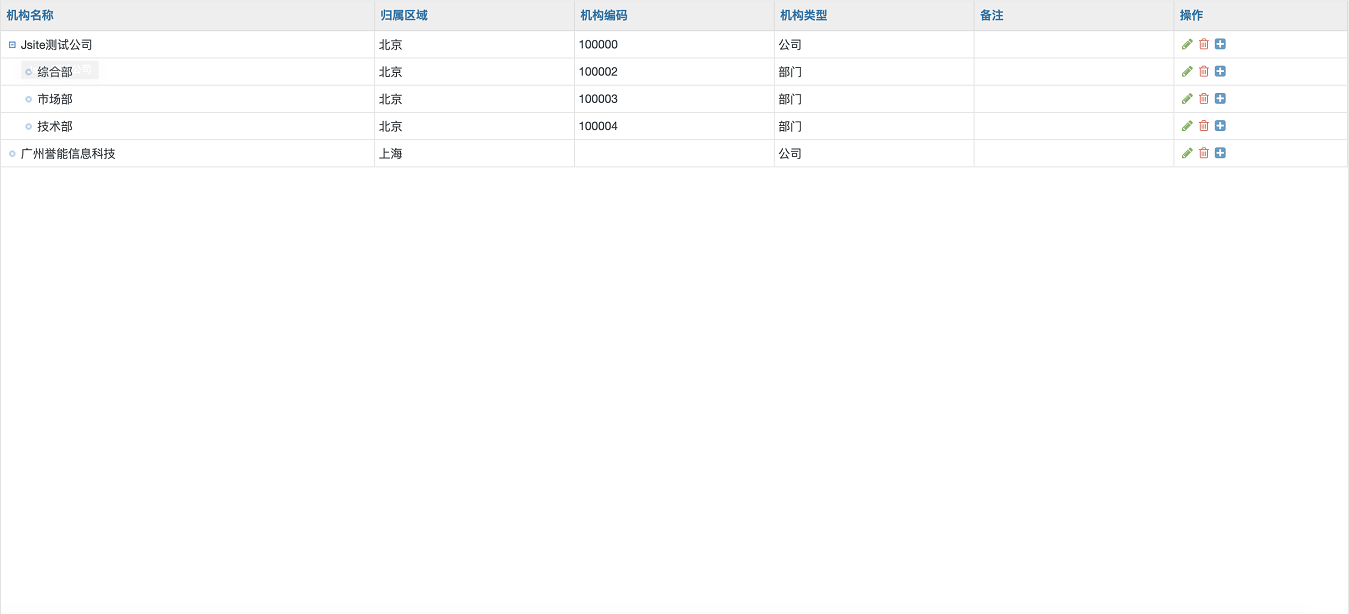 机构名称 归属区域 机构编码 机构类型 备注 操作
Jsite测试公司 北京 100000 公司
综合部 北京 100002 部门
市场部 北京 100003 部门
技术部 北京 100004 部门
广州誉能信息科技 上海 公司